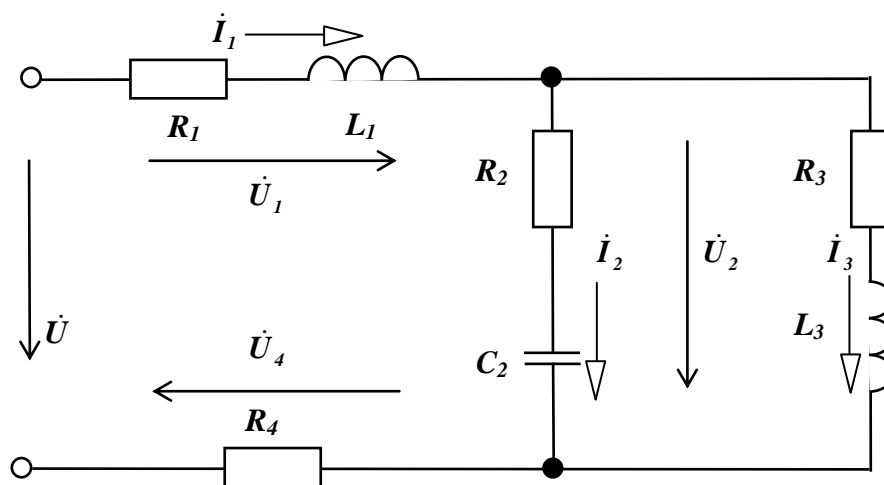 İ₁
R₁
L₁
U̇₁
R₂
R₃
İ₂
U̇₂
İ₃
U̇
U̇₄
C₂
L₃
R₄